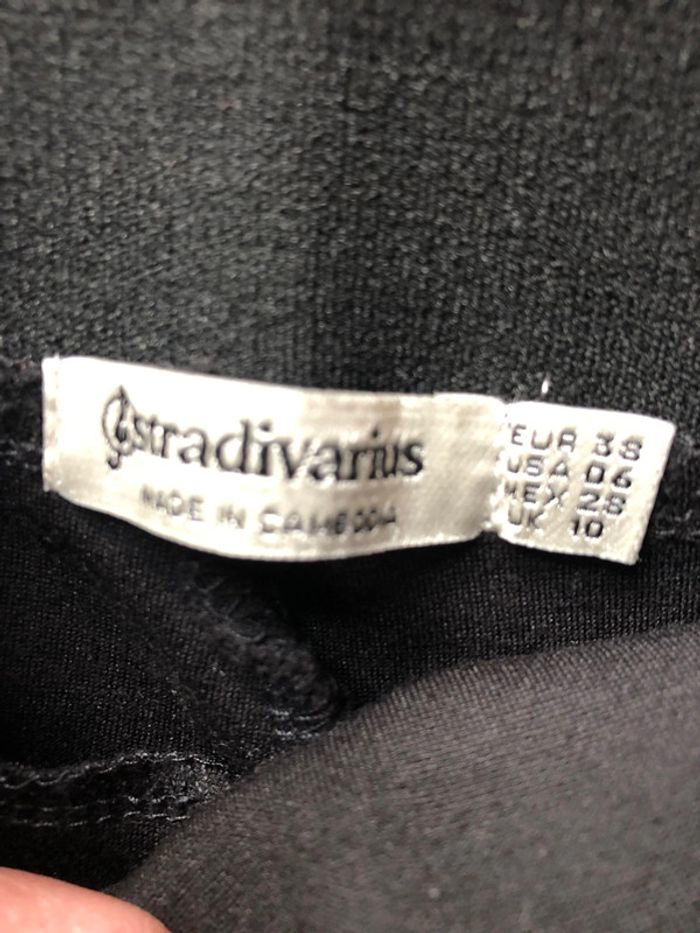 stradivarius
MADE IN CAMBODIA
EUR 38
USA 06
MEX 28
UK 10